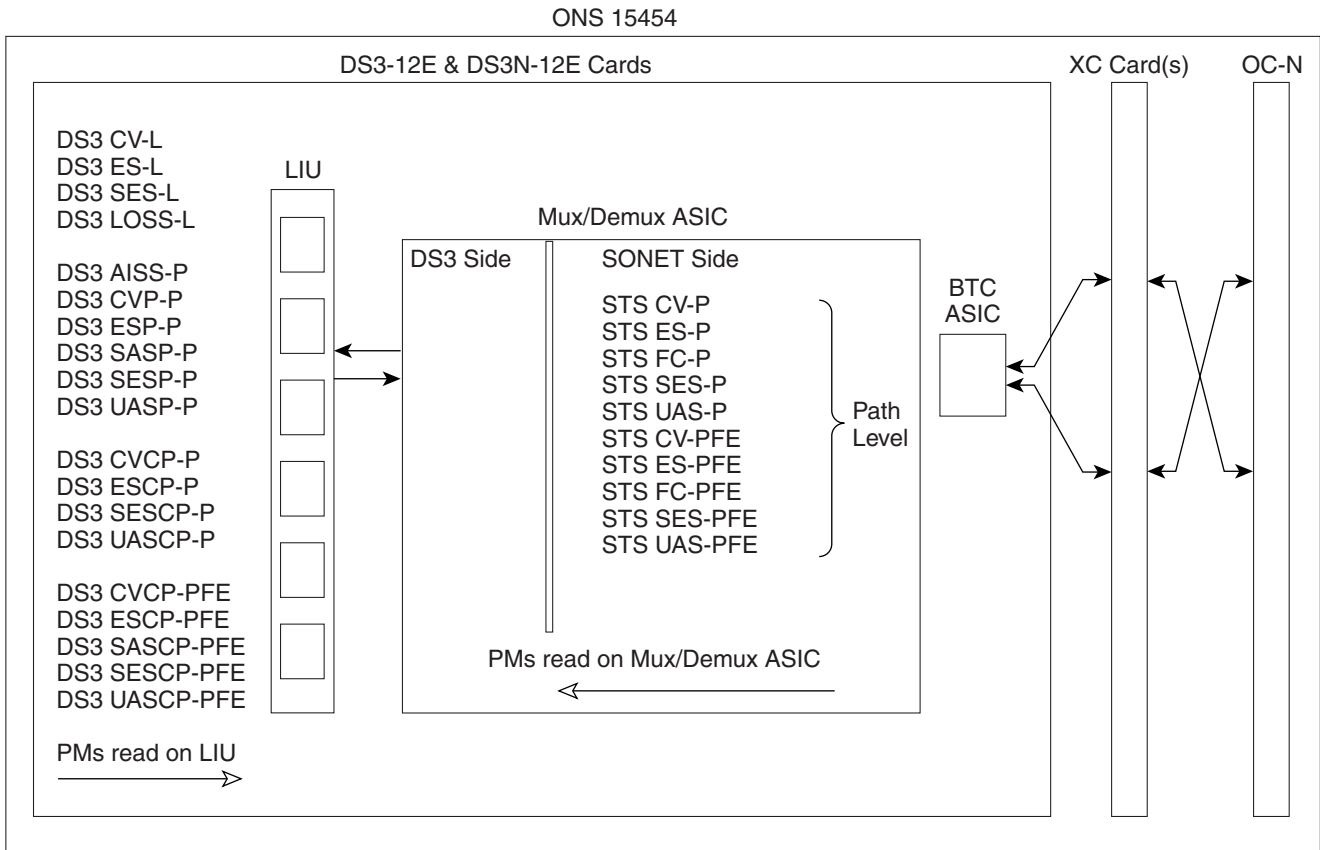 ONS 15454
DS3-12E & DS3N-12E Cards
XC Card(s)
OC-N
DS3 CV-L
DS3 ES-L
DS3 SES-L
DS3 LOSS-L
DS3 AISS-P
DS3 CVP-P
DS3 ESP-P
DS3 SASP-P
DS3 SESP-P
DS3 UASP-P
DS3 CVCP-P
DS3 ESCP-P
DS3 SESCP-P
DS3 UASCP-P
DS3 CVCP-PFE
DS3 ESCP-PFE
DS3 SASCP-PFE
DS3 SESCP-PFE
DS3 UASCP-PFE
PMs read on LIU
LIU
Mux/Demux ASIC
DS3 Side
SONET Side
STS CV-P
STS ES-P
STS FC-P
STS SES-P
STS UAS-P
STS CV-PFE
STS ES-PFE
STS FC-PFE
STS SES-PFE
STS UAS-PFE
Path
Level
PMs read on Mux/Demux ASIC
BTC
ASIC